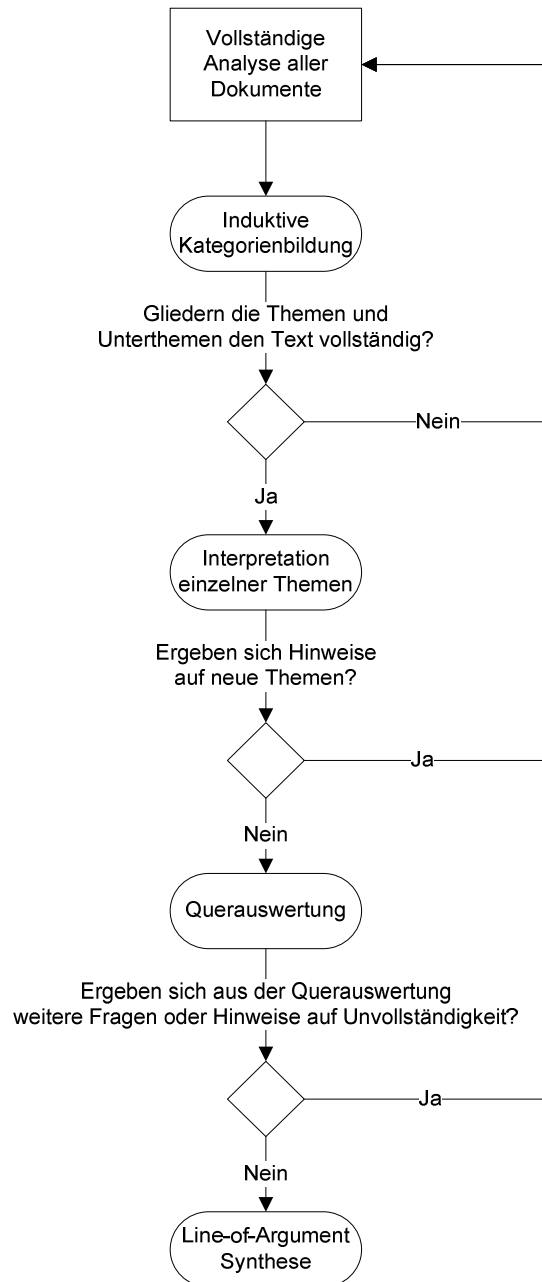 Vollständige
Analyse aller
Dokumente
Induktive
Kategorienbildung
Gliedern die Themen und
Unterthemen den Text vollständig?
Nein
Ja
Interpretation
einzelner Themen
Ergeben sich Hinweise
auf neue Themen?
Ja
Nein
Querauswertung
Ergeben sich aus der Querauswertung
weitere Fragen oder Hinweise auf Unvollständigkeit?
Ja
Nein
Line-of-Argument
Synthese